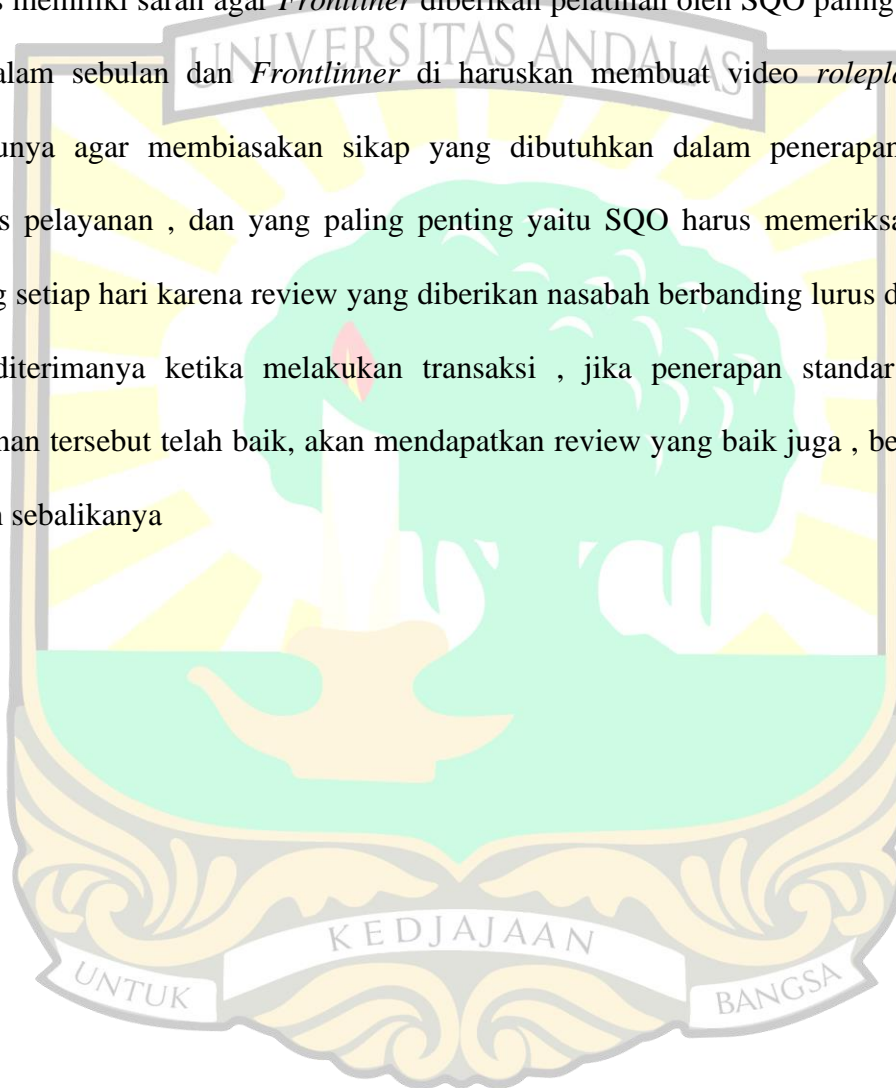 memiliki saran agar Frontliner diberikan pelatihan oleh SQO paling
UNIVERSITAS ANDALAS
alam sebulan dan Frontlinner di haruskan membuat video rolepla
unya agar membiasakan sikap yang dibutuhkan dalam penerapan
s pelayanan , dan yang paling penting yaitu SQO harus memeriksa
g setiap hari karena review yang diberikan nasabah berbanding lurus d
diterimanya ketika melakukan transaksi , jika penerapan standar
nan tersebut telah baik, akan mendapatkan review yang baik juga , be
n sebalikanya
KEDJAJAAN
UNTUK
BANGSA